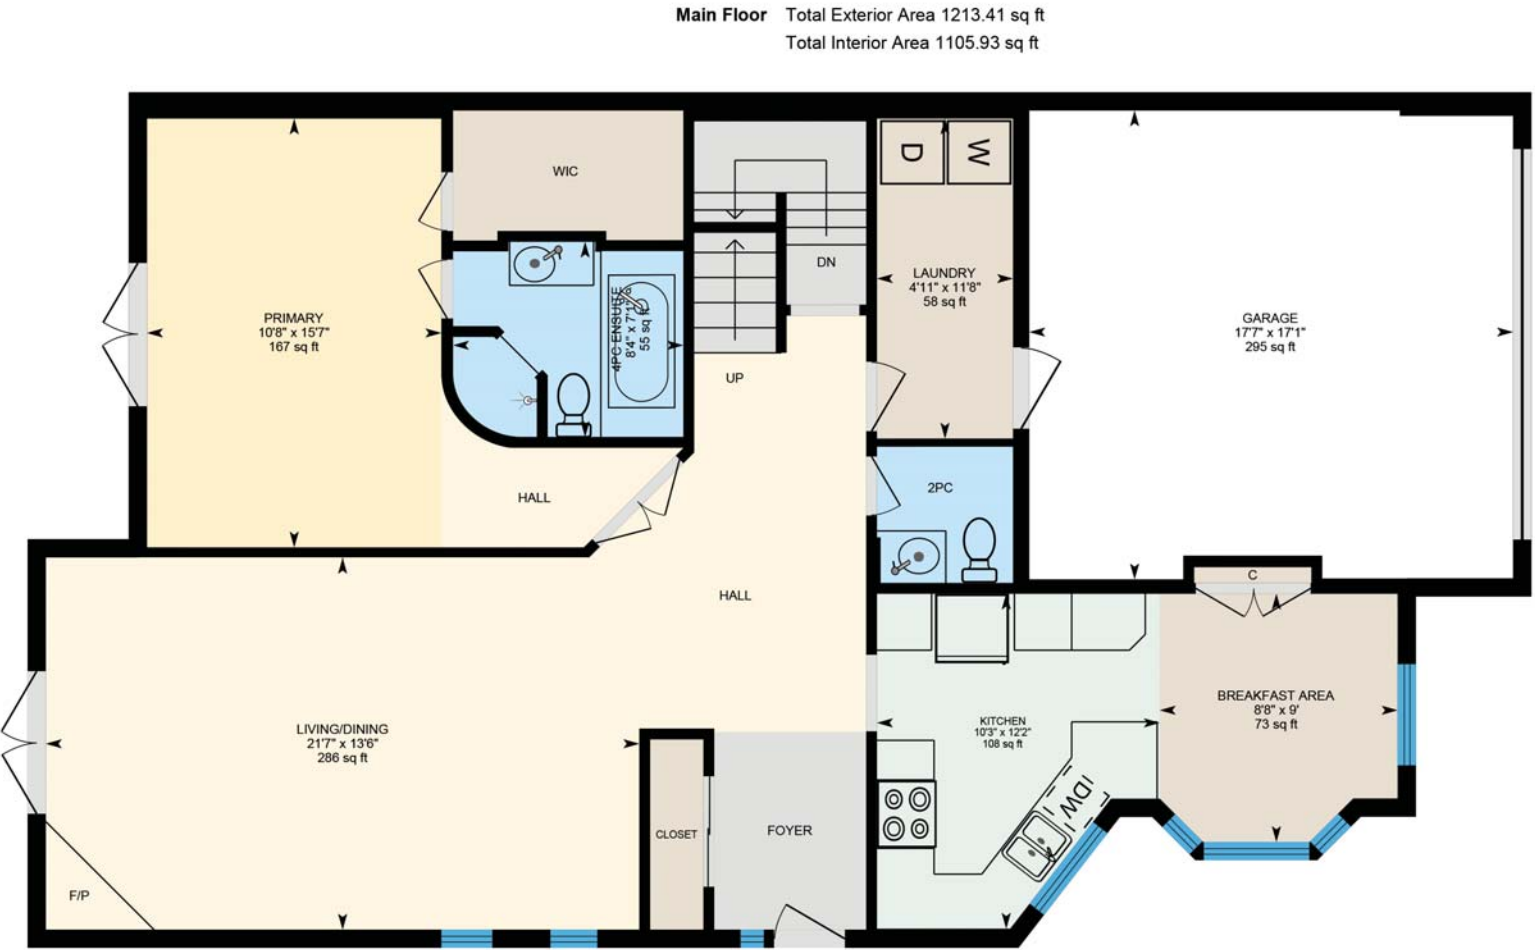 Main Floor Total Exterior Area 1213.41 sq ft
Total Interior Area 1105.93 sq ft
WIC
D
W
DN
LAUNDRY
4'11" x 11'8"
58 sq ft
PRIMARY
10'8" x 15'7"
167 sq ft
4PC ENSUITE
8'4" x 7'11"
55 sq ft
GARAGE
17'7" x 17'1"
295 sq ft
UP
HALL
2PC
C
HALL
LIVING/DINING
21'7" x 13'6"
286 sq ft
KITCHEN
10'3" x 12'2"
108 sq ft
BREAKFAST AREA
8'8" x 9'
73 sq ft
DW
CLOSET
FOYER
F/P